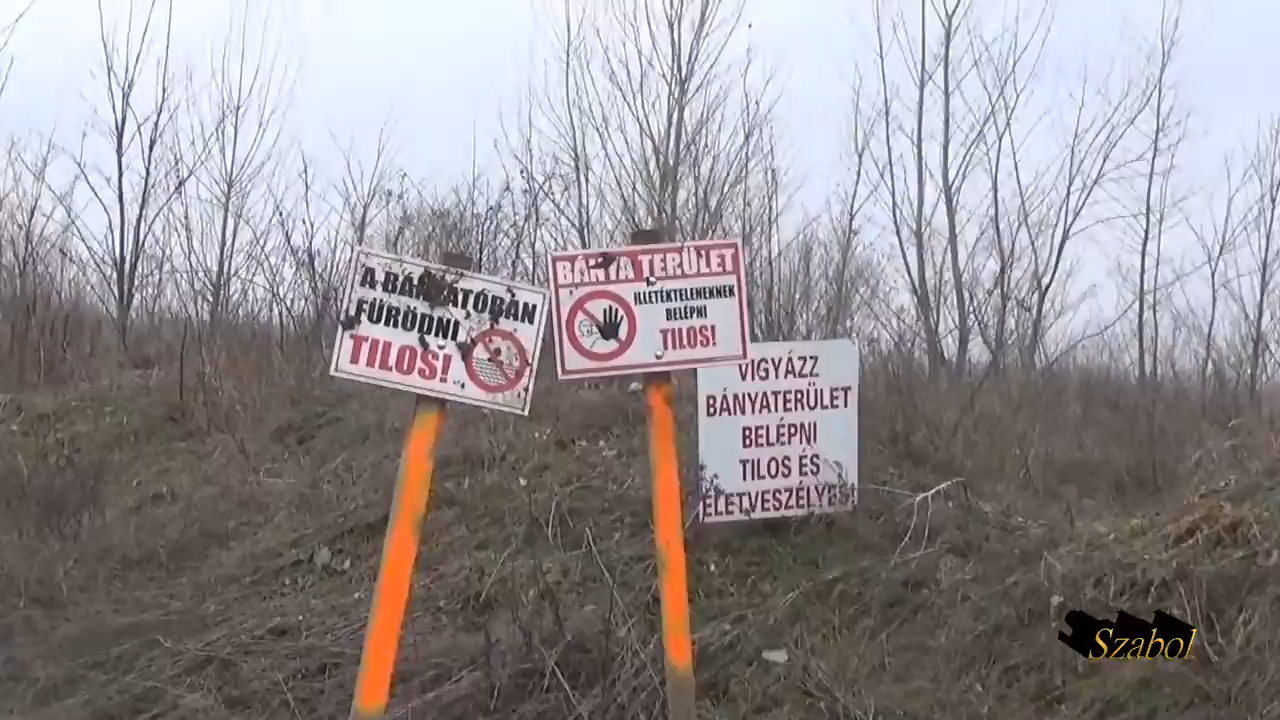 A BÁNYATÓBAN
FÜRÖDNI
TILOS!
BÁNYA TERÜLET
ILLETÉKTELENEKNEK
BELÉPNI
TILOS!
VIGYÁZZ
BÁNYATERÜLET
BELÉPNI
TILOS ÉS
ÉLETVESZÉLYES!
Szabol